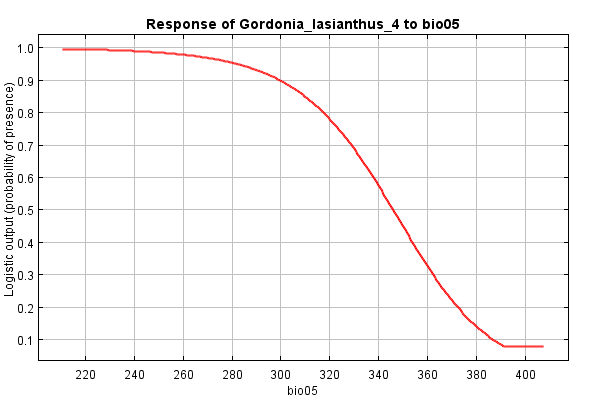 Response of Gordonia_lasianthus_4 to bio05
Logistic output (probability of presence)
1.0
0.9
0.8
0.7
0.6
0.5
0.4
0.3
0.2
0.1
220 240 260 280 300 320 340 360 380 400
bio05